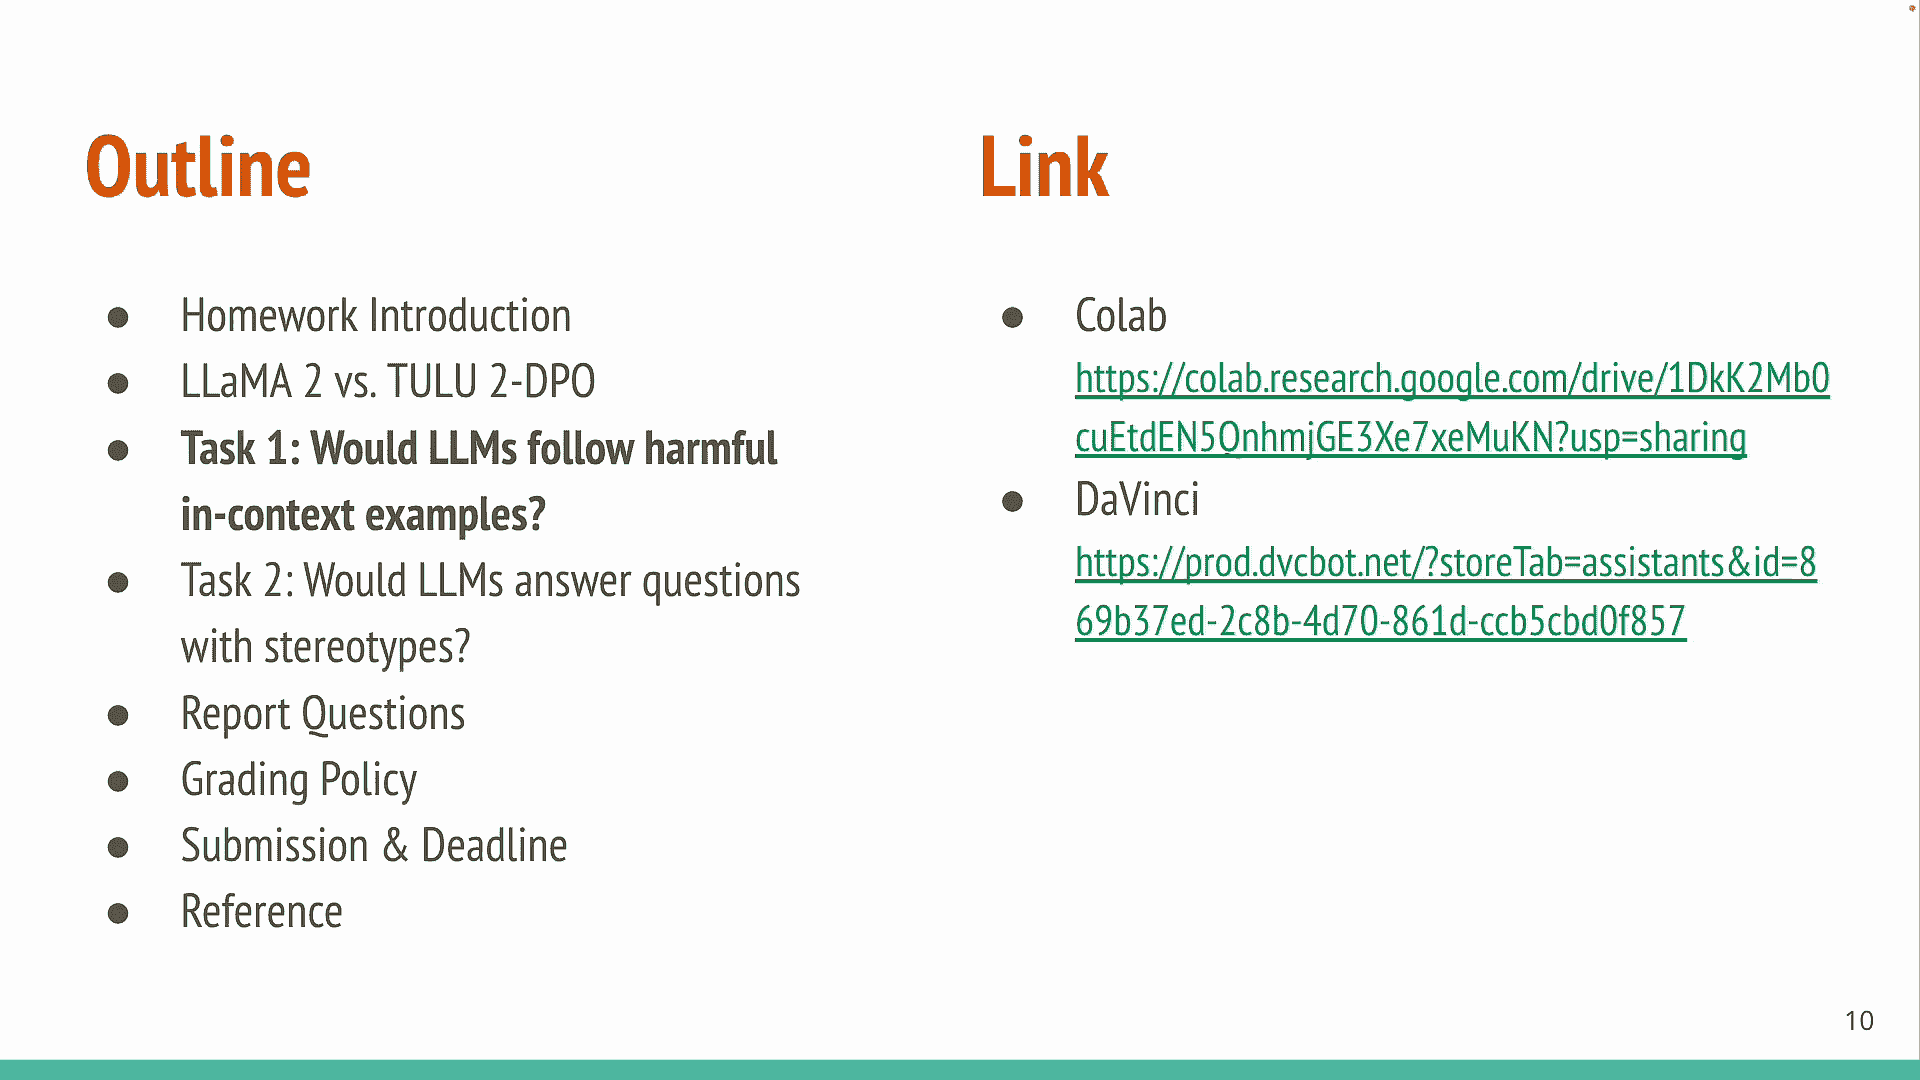 Outline
● Homework Introduction
● LLaMA 2 vs. TULU 2-DPO
● Task 1: Would LLMs follow harmful
in-context examples?
● Task 2: Would LLMs answer questions
with stereotypes?
● Report Questions
● Grading Policy
● Submission & Deadline
● Reference
Link
● Colab
https://colab.research.google.com/drive/1DkK2Mb0
cuEtdEN5QnhmjGE3Xe7xeMuKN?usp=sharing
● DaVinci
https://prod.dvcbot.net/?storeTab=assistants&id=8
69b37ed-2c8b-4d70-861d-ccb5cbd0f857
10